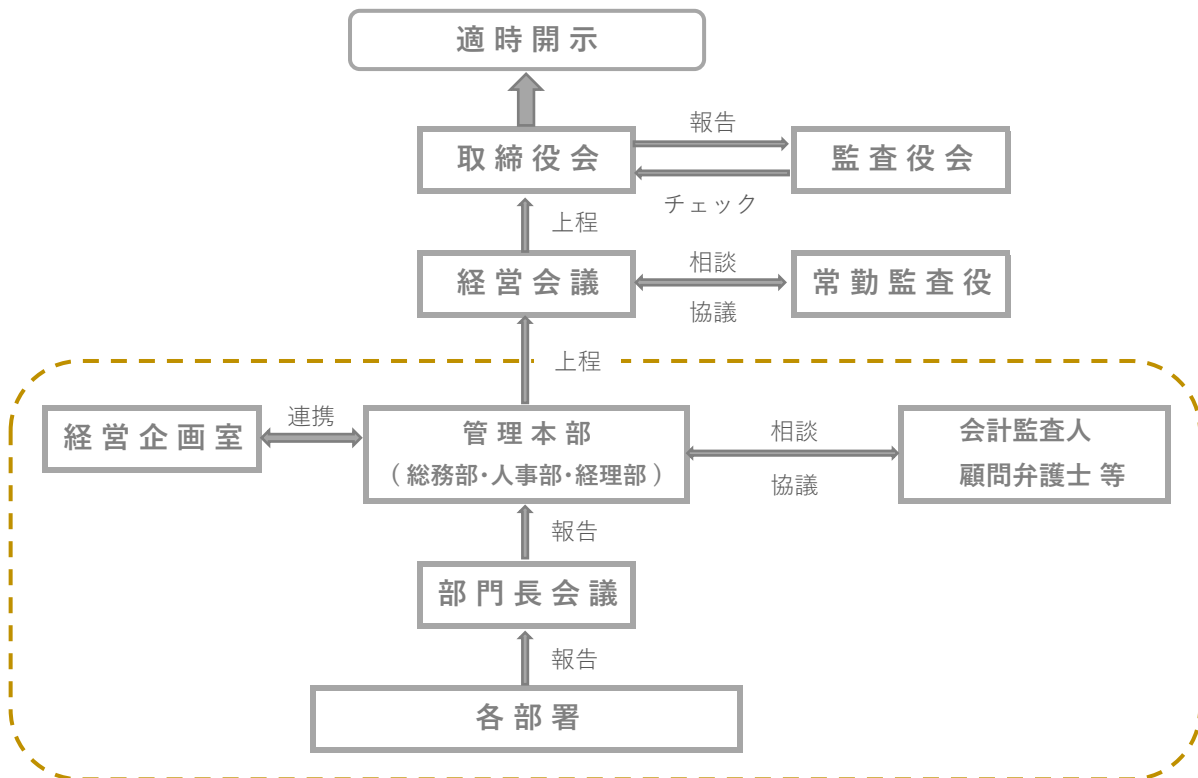 適時開示
報告
取締役会
監査役会
チェック
上程
相談
経営会議
常勤監査役
協議
上程
経営企画室
連携
管理本部
（総務部・人事部・経理部）
相談
協議
会計監査人
顧問弁護士 等
報告
部門長会議
報告
各部署